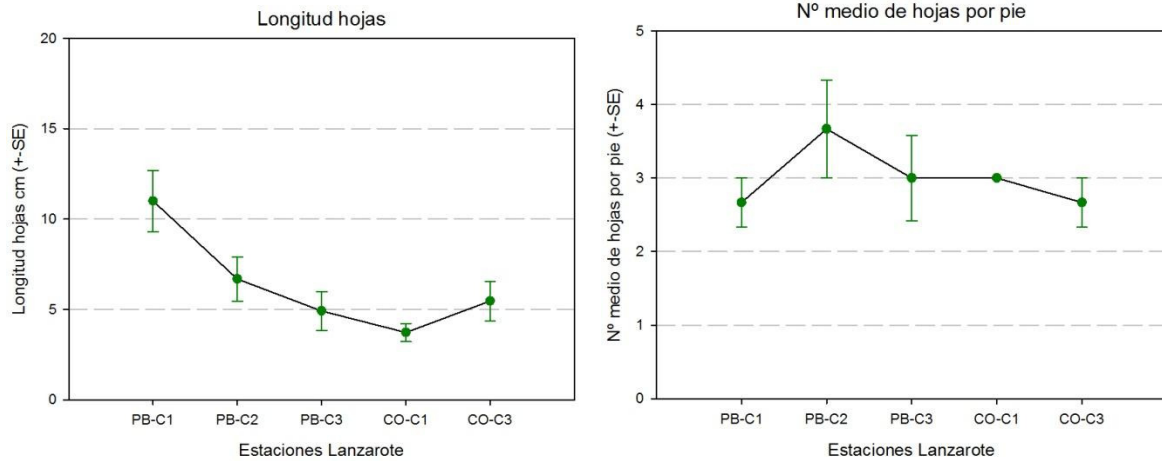 Longitud hojas
Longitud hojas cm (+-SE)
20
15
10
5
0
PB-C1 PB-C2 PB-C3 CO-C1 CO-C3
Estaciones Lanzarote
Nº medio de hojas por pie
Nº medio de hojas por pie (+-SE)
5
4
3
2
1
0
PB-C1 PB-C2 PB-C3 CO-C1 CO-C3
Estaciones Lanzarote